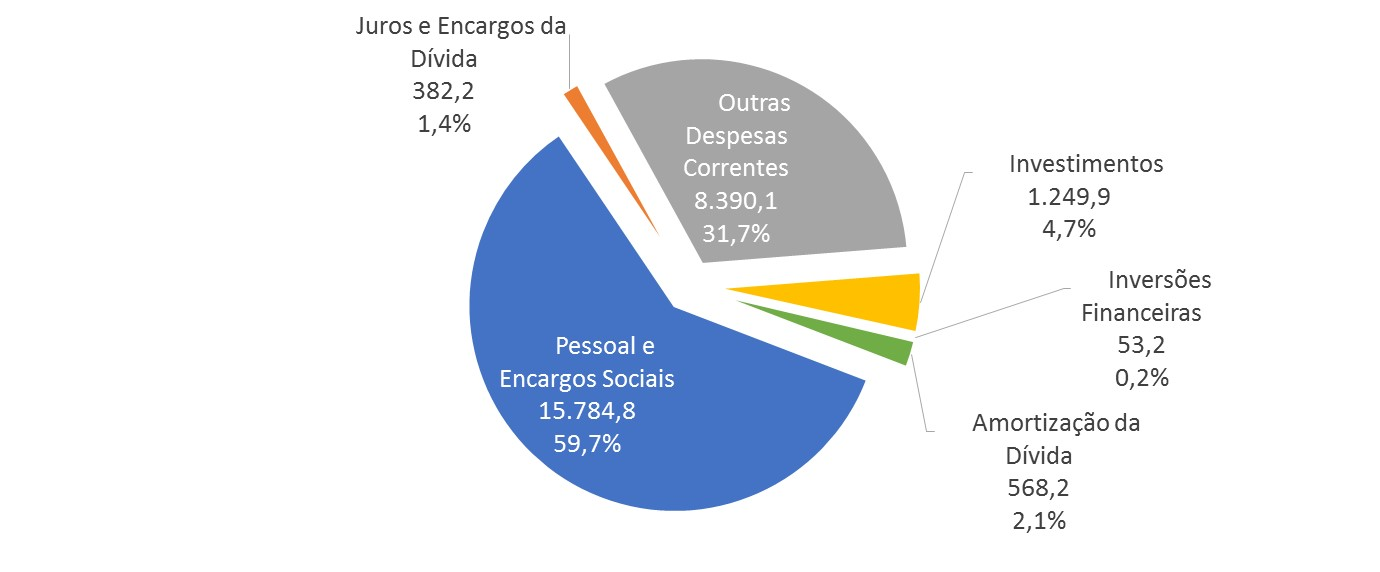 Juros e Encargos da
Dívida
382,2
1,4%
Outras
Despesas
Correntes
8.390,1
31,7%
Investimentos
1.249,9
4,7%
Inversões
Financeiras
53,2
0,2%
Amortização da
Dívida
568,2
2,1%
Pessoal e
Encargos Sociais
15.784,8
59,7%